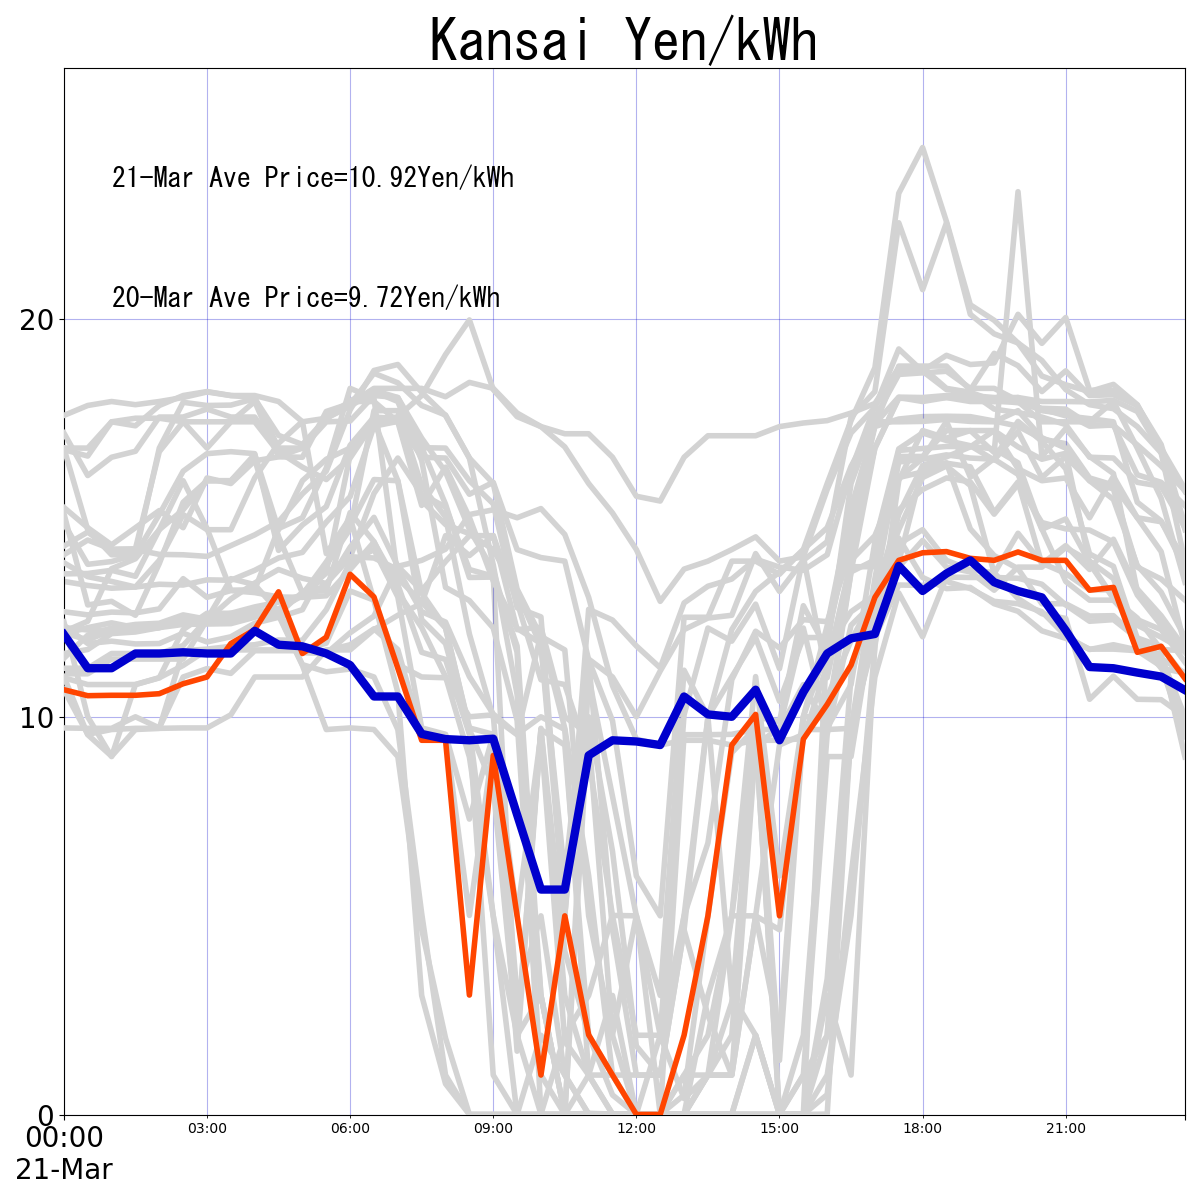 Kansai Yen/kWh
21-Mar Ave Price=10.92Yen/kWh
20-Mar Ave Price=9.72Yen/kWh
20
10
0
00:00 03:00 06:00 09:00 12:00 15:00 18:00 21:00
21-Mar